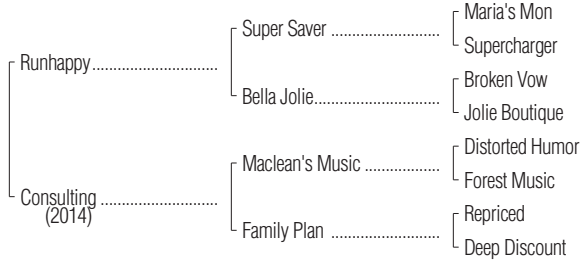 Maria's Mon
Super Saver ........................
Supercharger
Runhappy............................
Broken Vow
Bella Jolie............................
Jolie Boutique
Distorted Humor
Maclean's Music .................
Forest Music
Consulting ..........................
(2014)
Repriced
Family Plan ........................
Deep Discount